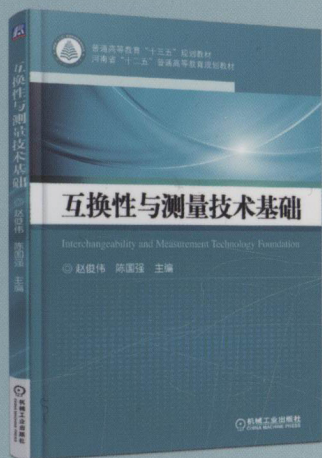 普通高等教育“十三五”规划教材
河南省“十二五”普通高等教育规划教材
互换性与测量技术基础
Interchangeability and Measurement Technology Foundation
◎赵俊伟 陈国强 主编
机械工业出版社
CHINA MACHINE PRESS
互换性与测量技术基础
◎赵俊伟 陈国强 主编
机械工业出版社